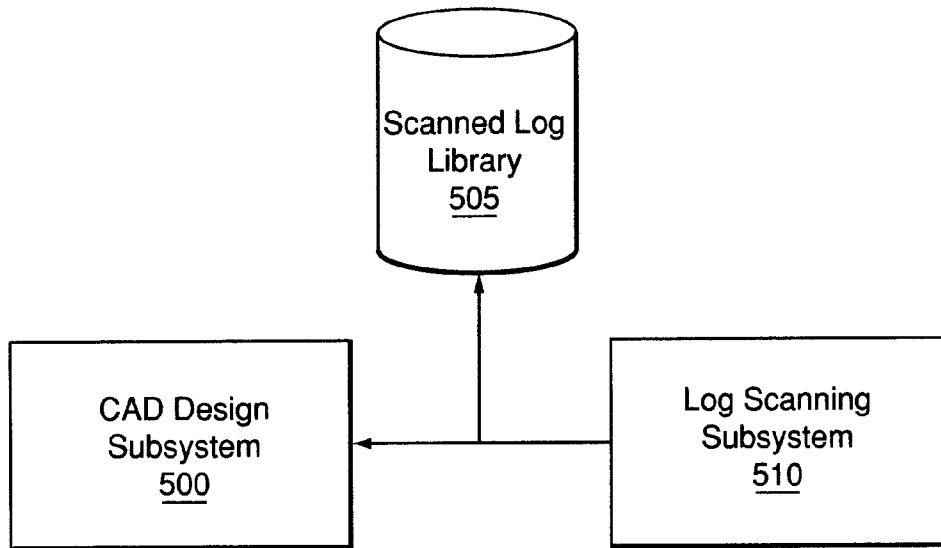 Scanned Log
Library
505
CAD Design
Subsystem
500
Log Scanning
Subsystem
510